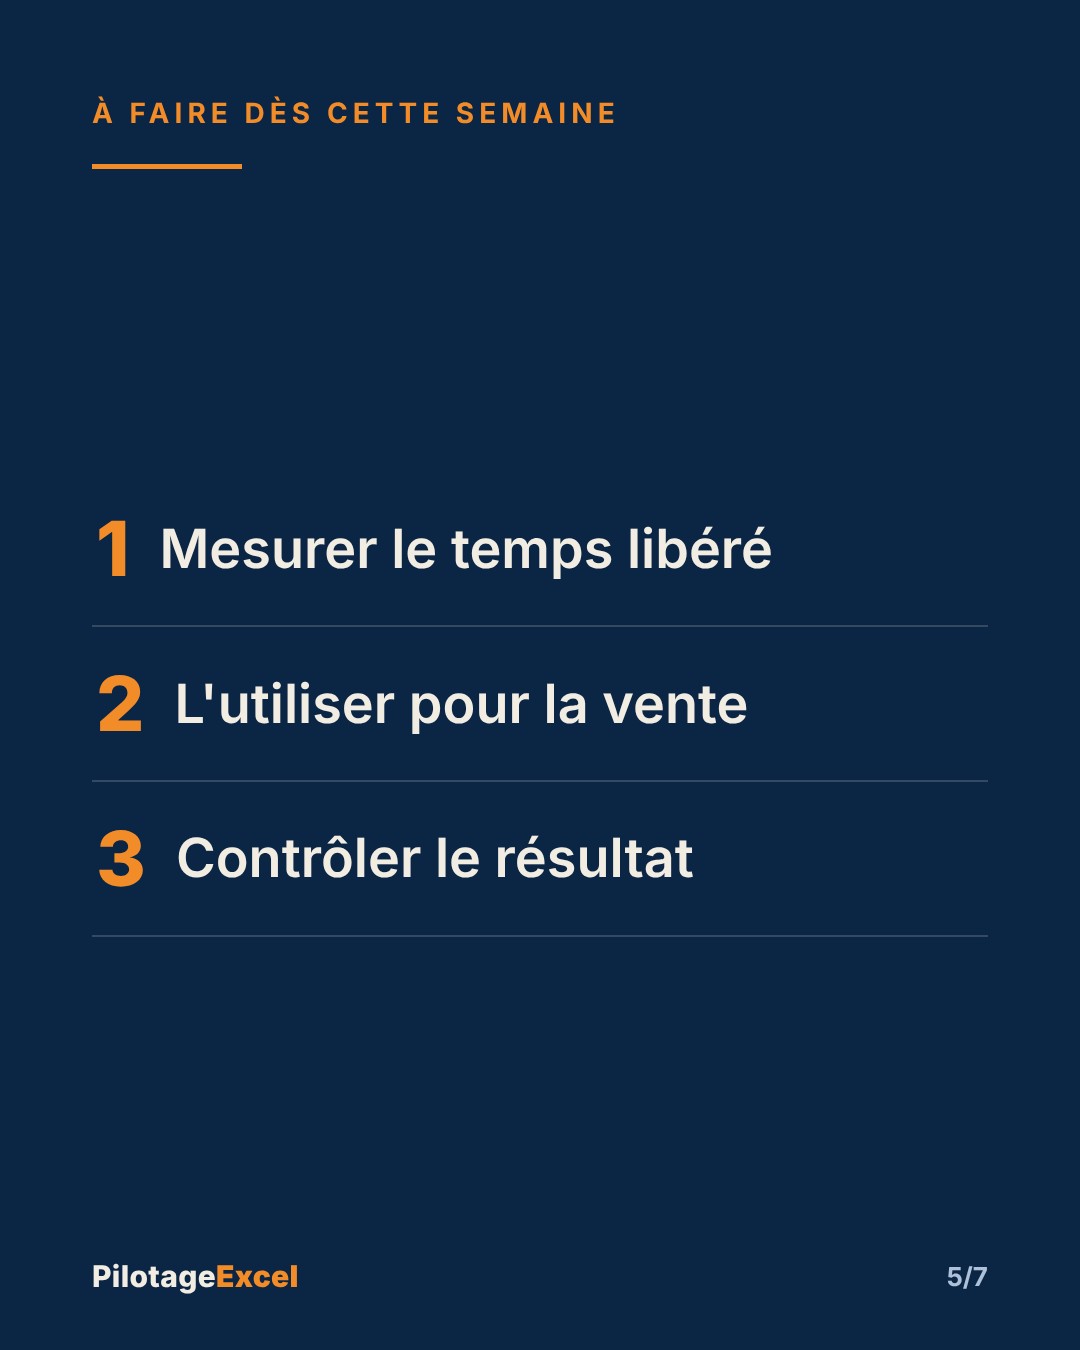 À FAIRE DÈS CETTE SEMAINE
1 Mesurer le temps libéré
2 L'utiliser pour la vente
3 Contrôler le résultat
PilotageExcel
5/7